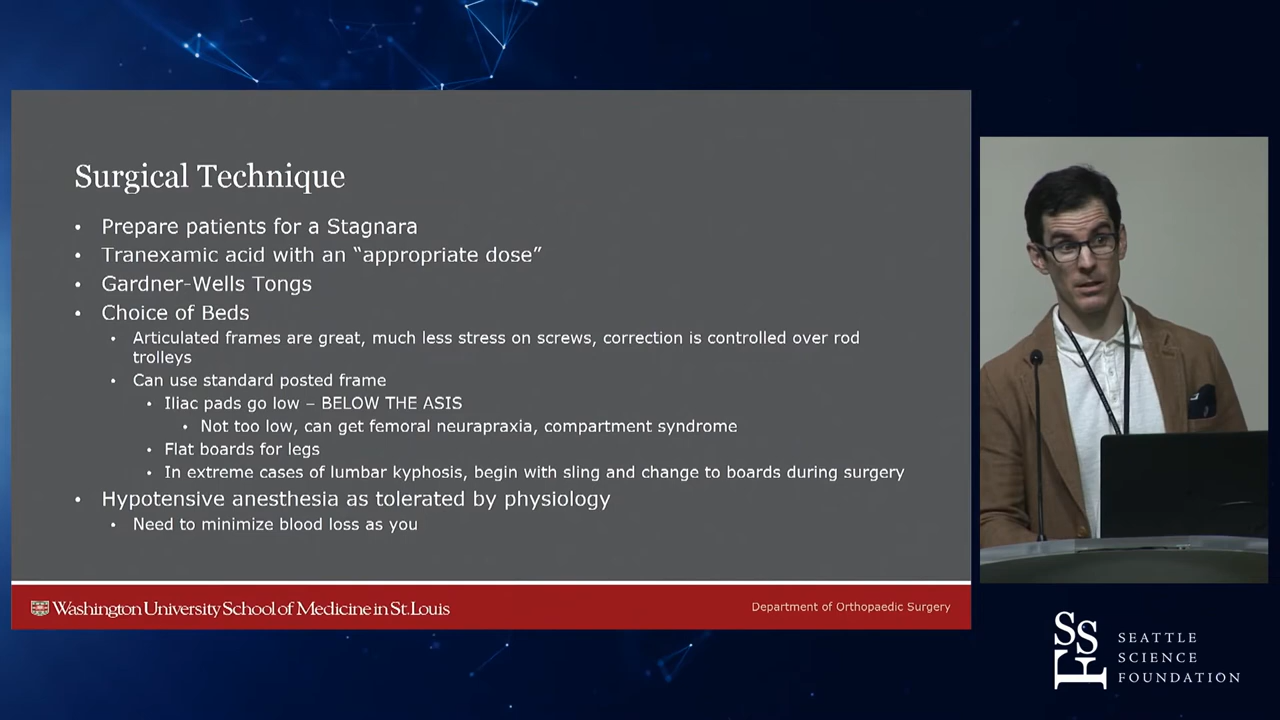 Surgical Technique
• Prepare patients for a Stagnara
• Tranexamic acid with an “appropriate dose”
• Gardner-Wells Tongs
• Choice of Beds
• Articulated frames are great, much less stress on screws, correction is controlled over rod
trolleys
• Can use standard posted frame
• Iliac pads go low – BELOW THE ASIS
• Not too low, can get femoral neurapraxia, compartment syndrome
• Flat boards for legs
• In extreme cases of lumbar kyphosis, begin with sling and change to boards during surgery
• Hypotensive anesthesia as tolerated by physiology
• Need to minimize blood loss as you
Washington University School of Medicine in St. Louis
Department of Orthopaedic Surgery
SSF
SEATTLE
SCIENCE
FOUNDATION